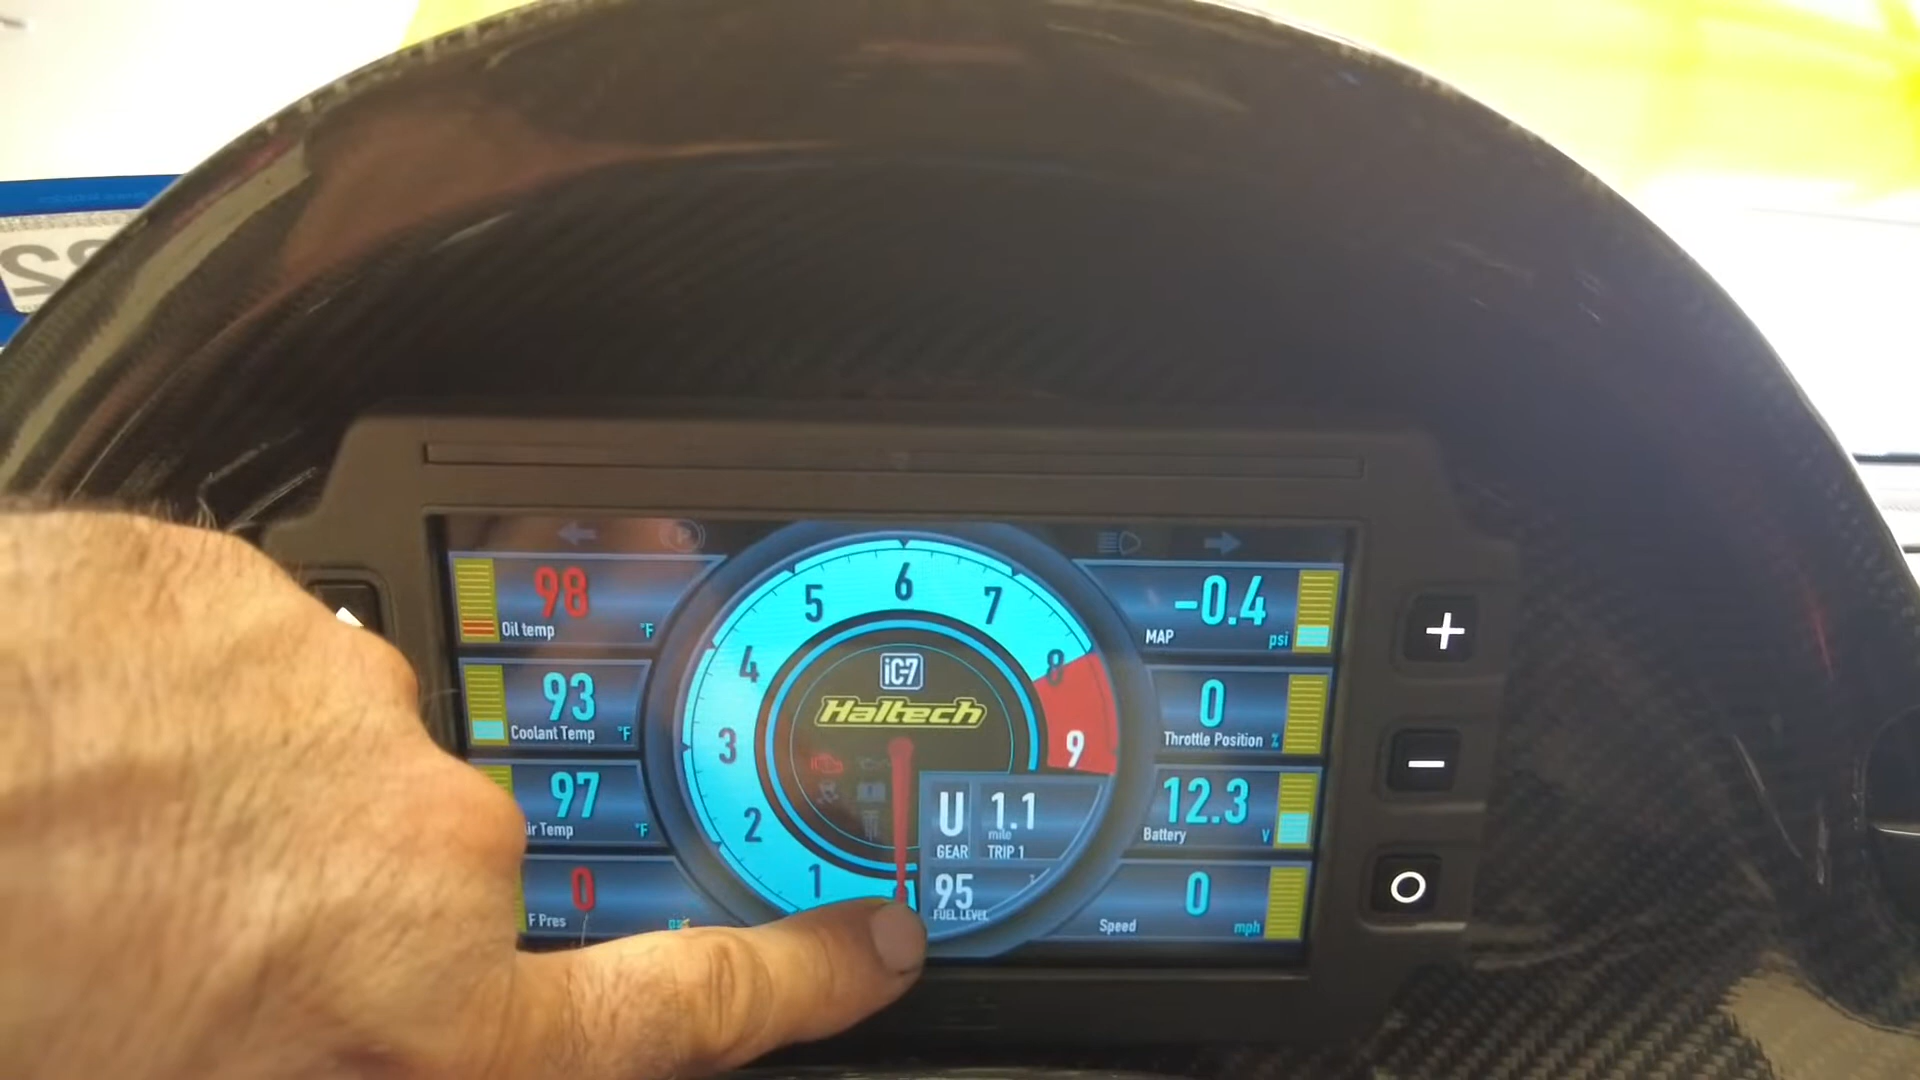 98
Oil temp °F
93
Coolant Temp °F
97
ir Temp °F
0
F Pres
5
6
7
4
8
3
9
2
1
iC-7
Haltech
U
GEAR
1.1
mile
TRIP 1
95
FUEL LEVEL
-0.4
MAP psi
0
Throttle Position %
12.3
Battery V
0
Speed mph
+
-